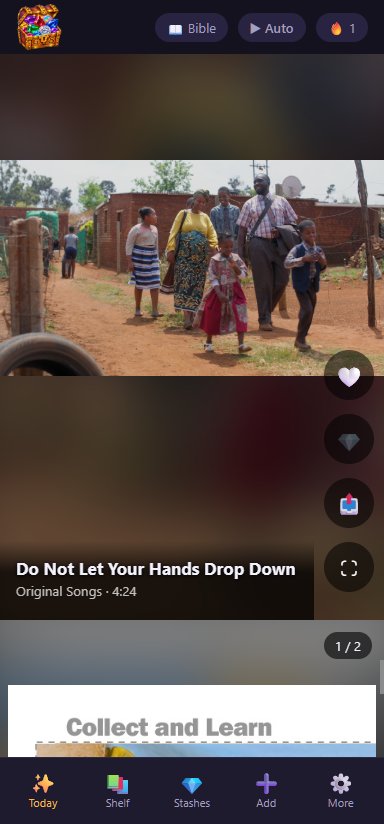 Bible
Auto
1
Do Not Let Your Hands Drop Down
Original Songs · 4:24
1 / 2
Collect and Learn
Today
Shelf
Stashes
Add
More